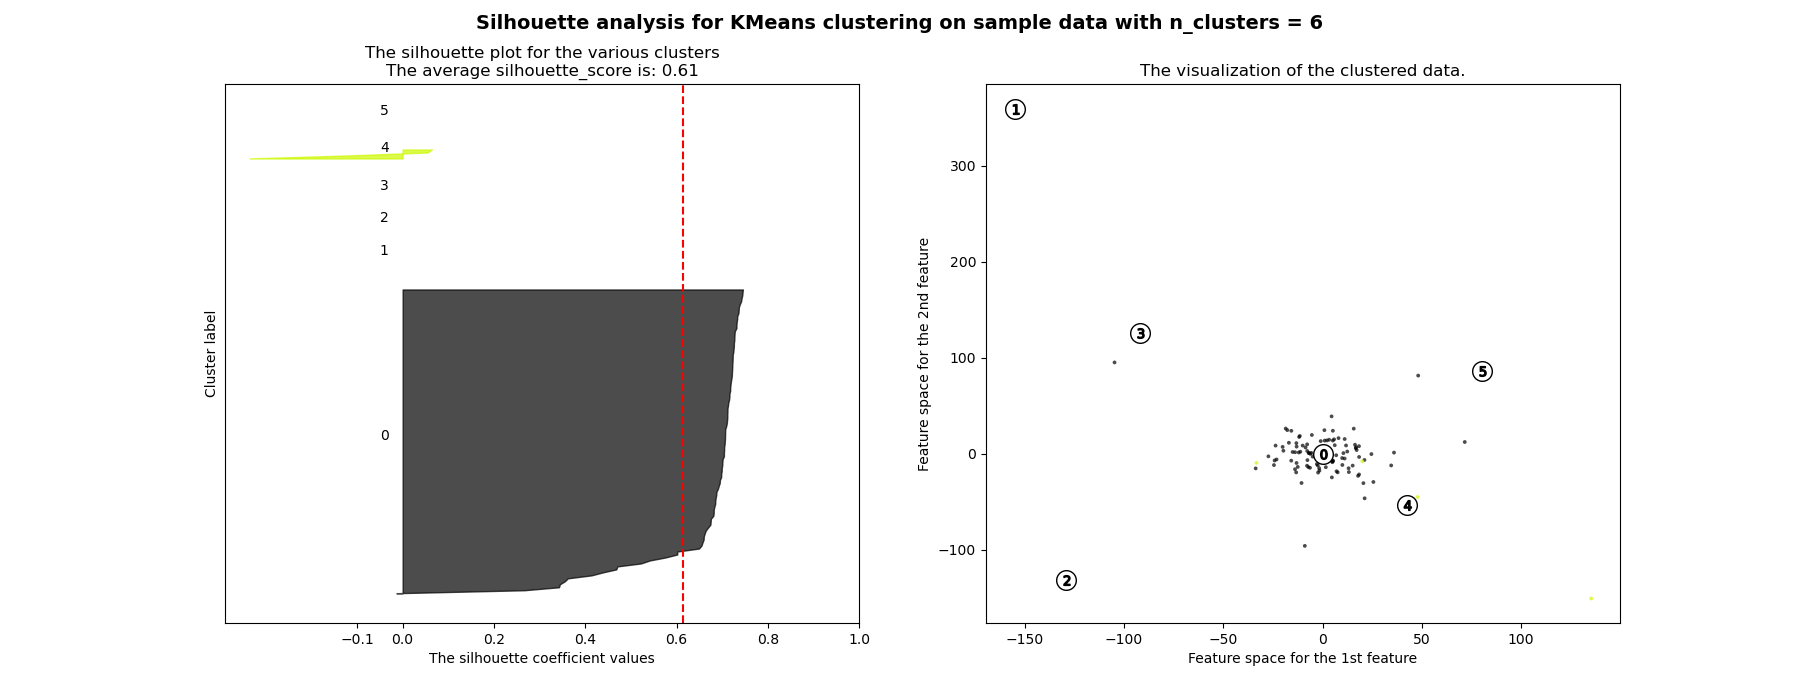 Silhouette analysis for KMeans clustering on sample data with n_clusters = 6
The silhouette plot for the various clusters
The average silhouette_score is: 0.61
5
4
3
2
1
0
Cluster label
−0.1 0.0 0.2 0.4 0.6 0.8 1.0
The silhouette coefficient values
The visualization of the clustered data.
1
3
5
0
4
2
300
200
100
0
−100
Feature space for the 2nd feature
−150 −100 −50 0 50 100
Feature space for the 1st feature